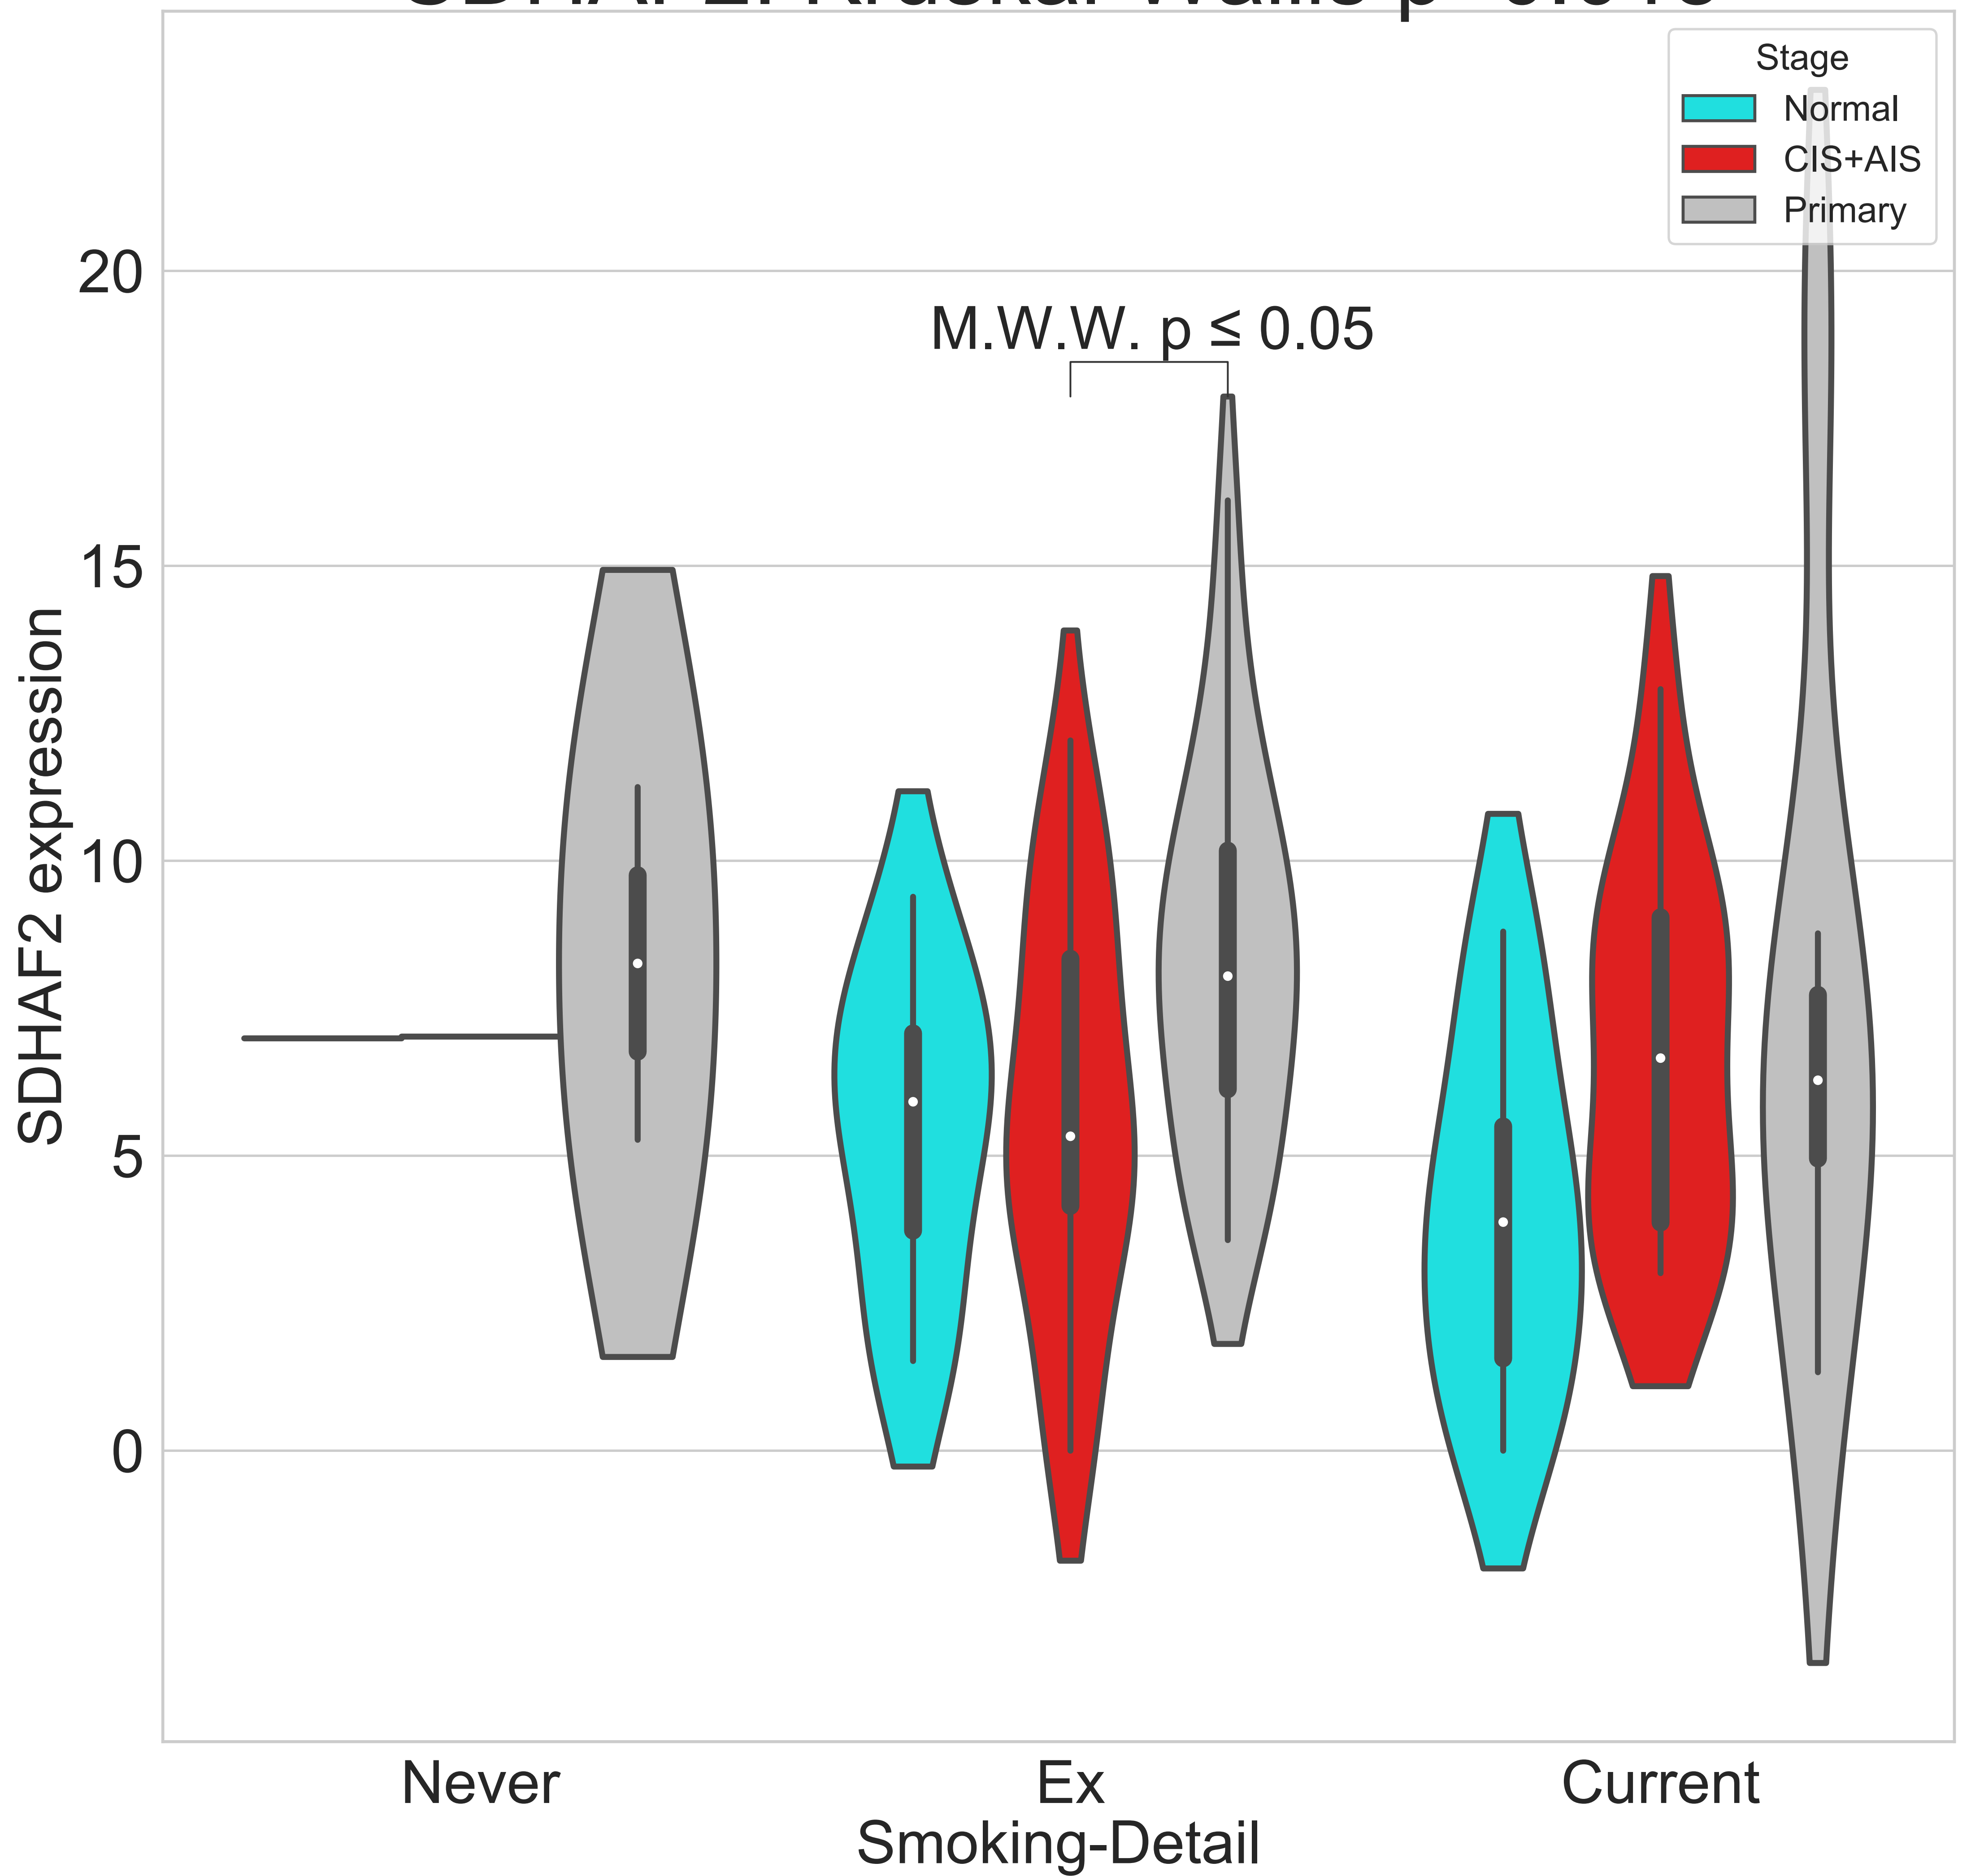 Stage
Normal
CIS+AIS
Primary
20
15
10
5
0
M.W.W. p ≤ 0.05
SDHAF2 expression
Never
Ex
Current
Smoking-Detail